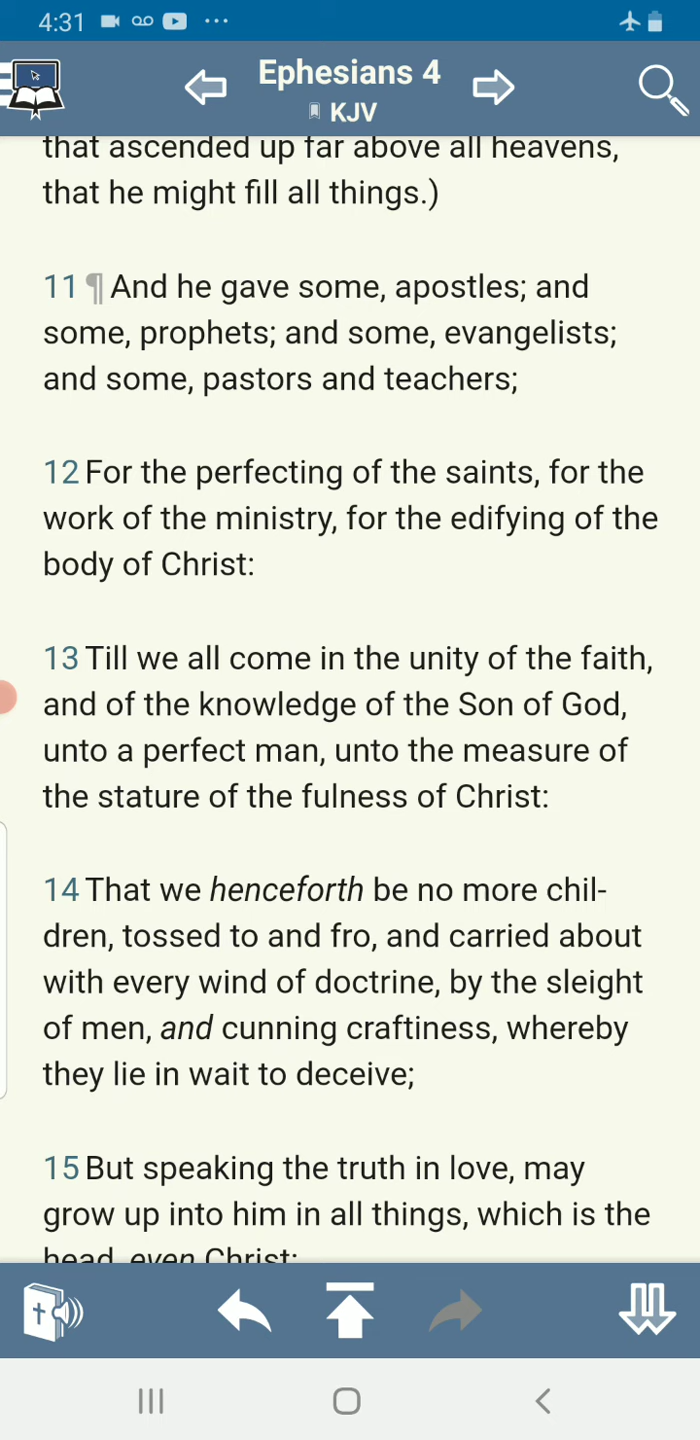 4:31
Ephesians 4
KJV
that ascended up far above all heavens,
that he might fill all things.)
11 ¶ And he gave some, apostles; and
some, prophets; and some, evangelists;
and some, pastors and teachers;
12 For the perfecting of the saints, for the
work of the ministry, for the edifying of the
body of Christ:
13 Till we all come in the unity of the faith,
and of the knowledge of the Son of God,
unto a perfect man, unto the measure of
the stature of the fulness of Christ:
14 That we henceforth be no more chil-
dren, tossed to and fro, and carried about
with every wind of doctrine, by the sleight
of men, and cunning craftiness, whereby
they lie in wait to deceive;
15 But speaking the truth in love, may
grow up into him in all things, which is the
head, even Christ: